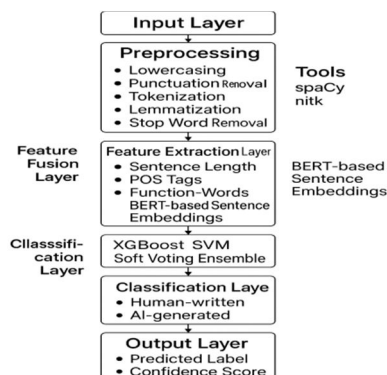 Input Layer
Preprocessing
• Lowercasing
• Punctuation Renoval
• Tokenization
• Lemmatization
• Stop Word Removal
Tools
spaCy
nitk
Feature
Fusion
Layer
Feature Extraction Layer
• Sentence Length
• POS Tags
• Function-Words
BERT-based Sentence
Embeddings
BERT-based
Sentence
Embeddings
Cllasssifi-
cation
Layer
XGBoost SVM
Soft Voting Ensemble
Classification Laye
• Human-written
• AI-generated
Output Layer
• Predicted Label
• Confidence Score